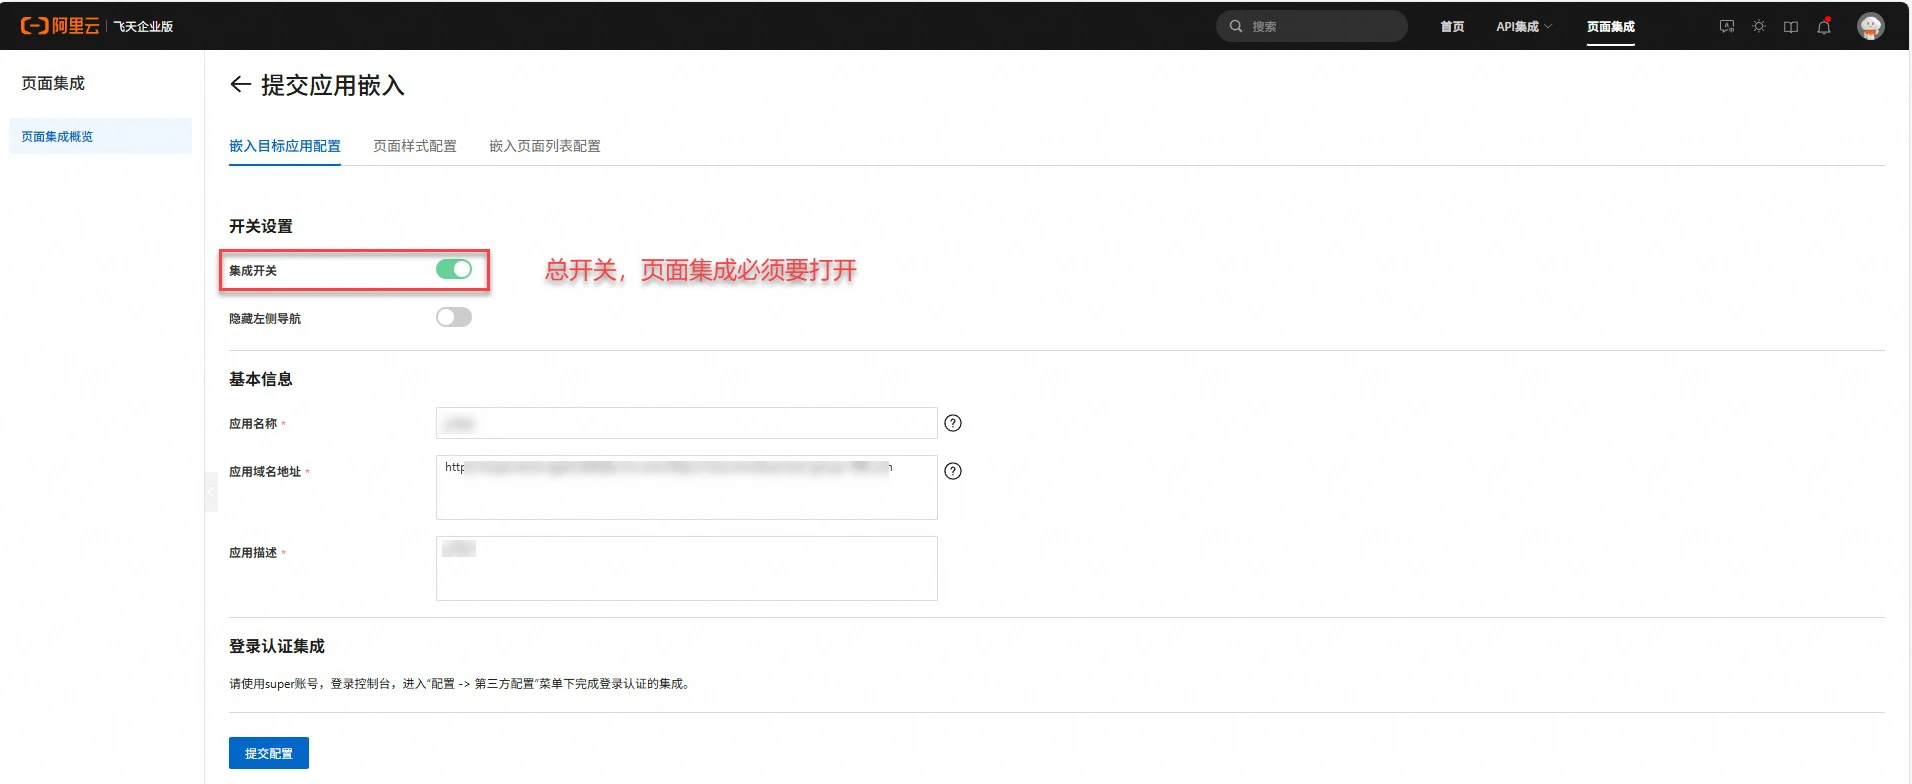 阿里云 飞天企业版 搜索 首页 API集成 页面集成
页面集成
页面集成概览
提交应用嵌入
嵌入目标应用配置 页面样式配置 嵌入页面列表配置
开关设置
集成开关
总开关，页面集成必须要打开
隐藏左侧导航
基本信息
应用名称 *
应用域名地址 *
http
应用描述 *
登录认证集成
请使用super账号，登录控制台，进入“配置 -> 第三方配置”菜单下完成登录认证的集成。
提交配置